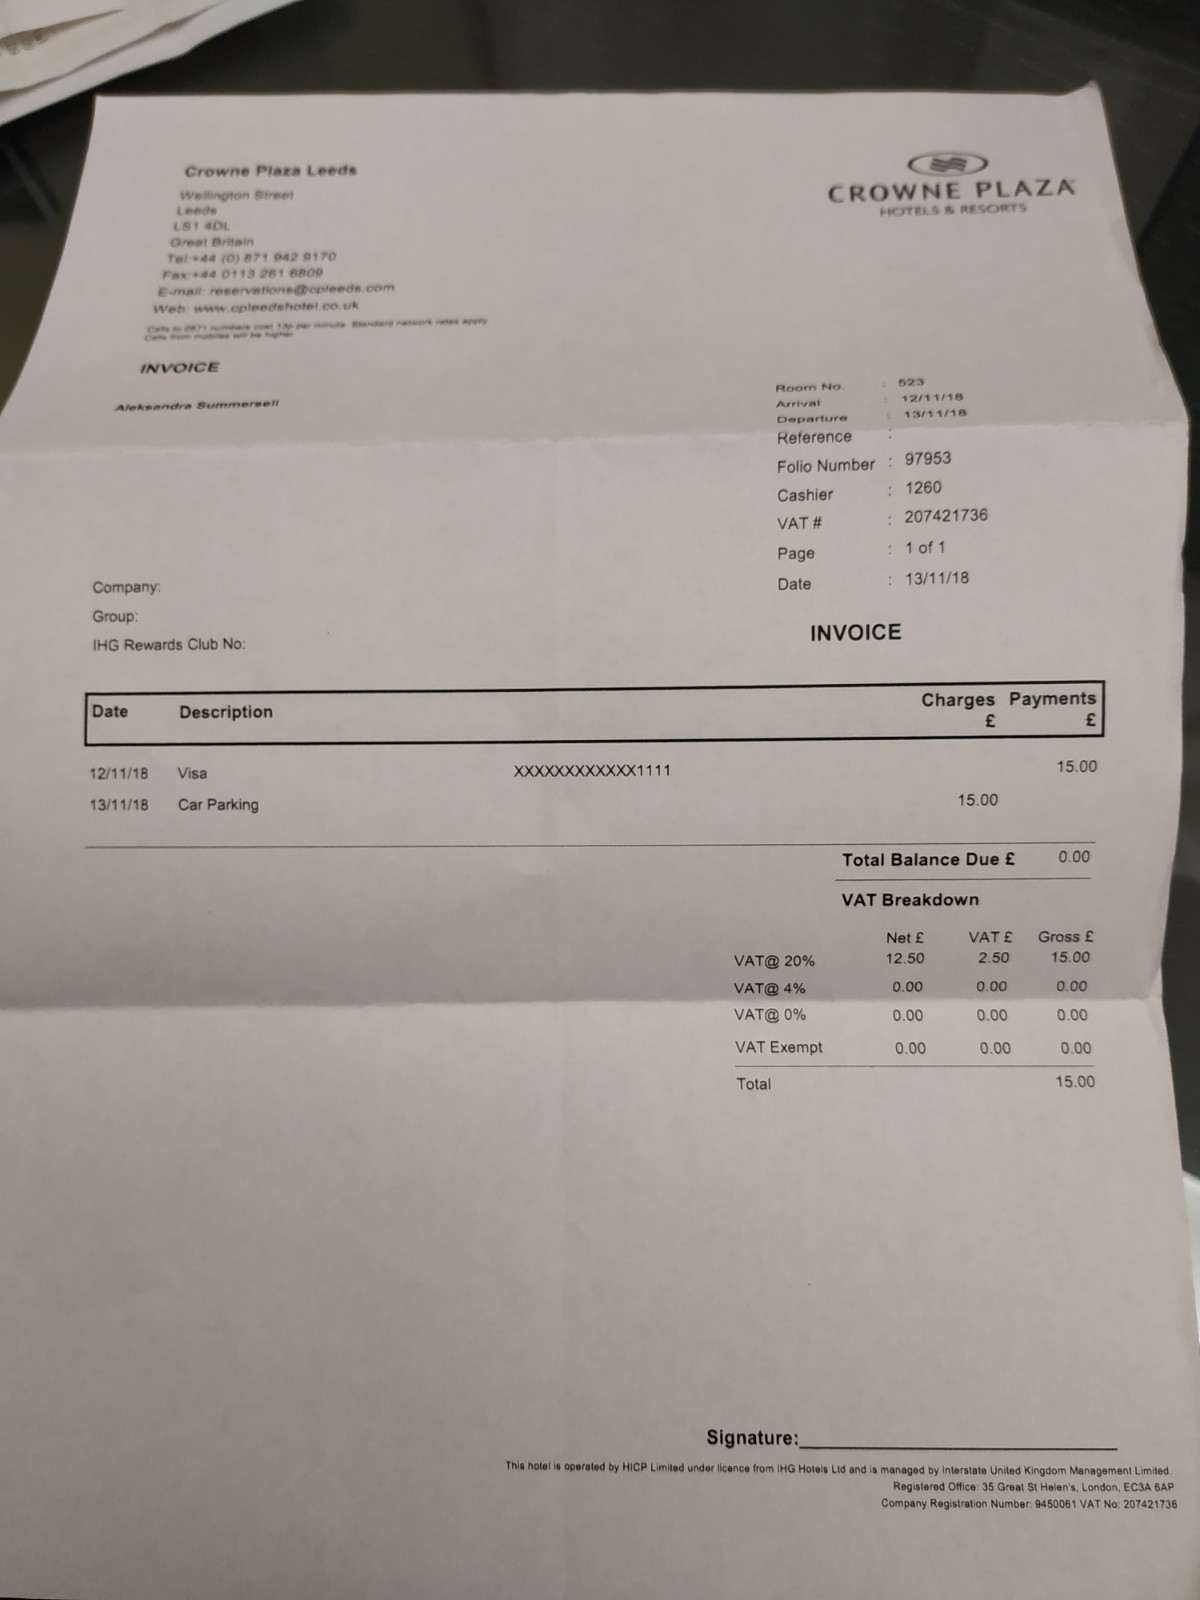 Crowne Plaza Leeds
Wellington Street
Leeds
LS1 4DL
Great Britain
Tel:+44 (0) 871 942 9170
Fax:+44 0113 261 6809
E-mail: reservations@cpleeds.com
Web: www.cpleedshotel.co.uk
Calls to 0871 numbers cost 13p per minute. Standard network rates apply
Calls from mobiles will be higher
CROWNE PLAZA
HOTELS & RESORTS
INVOICE
Aleksandra Summersell
Room No. : 523
Arrival : 12/11/18
Departure : 13/11/18
Reference :
Folio Number : 97953
Cashier : 1260
VAT # : 207421736
Page : 1 of 1
Date : 13/11/18
Company:
Group:
IHG Rewards Club No:
INVOICE
Date Description Charges Payments
£ £
12/11/18 Visa XXXXXXXXXXXX1111 15.00
13/11/18 Car Parking 15.00
Total Balance Due £ 0.00
VAT Breakdown
Net £ VAT £ Gross £
VAT@ 20% 12.50 2.50 15.00
VAT@ 4% 0.00 0.00 0.00
VAT@ 0% 0.00 0.00 0.00
VAT Exempt 0.00 0.00 0.00
Total 15.00
Signature:
This hotel is operated by HICP Limited under licence from IHG Hotels Ltd and is managed by Interstate United Kingdom Management Limited.
Registered Office: 35 Great St Helen's, London, EC3A 6AP
Company Registration Number: 9450061 VAT No: 207421736